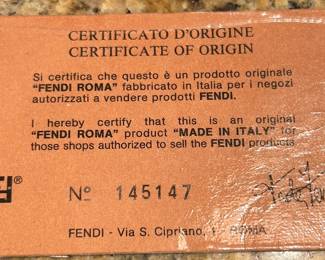 CERTIFICATO D'ORIGINE
CERTIFICATE OF ORIGIN
Si certifica che questo è un prodotto originale
"FENDI ROMA" fabbricato in Italia per i negozi
autorizzati a vendere prodotti FENDI.
I hereby certify that this is an original
"FENDI ROMA" product "MADE IN ITALY" for
those shops authorized to sell the FENDI products
®
Nº 145147
FENDI - Via S. Cipriano, 1 - ROMA